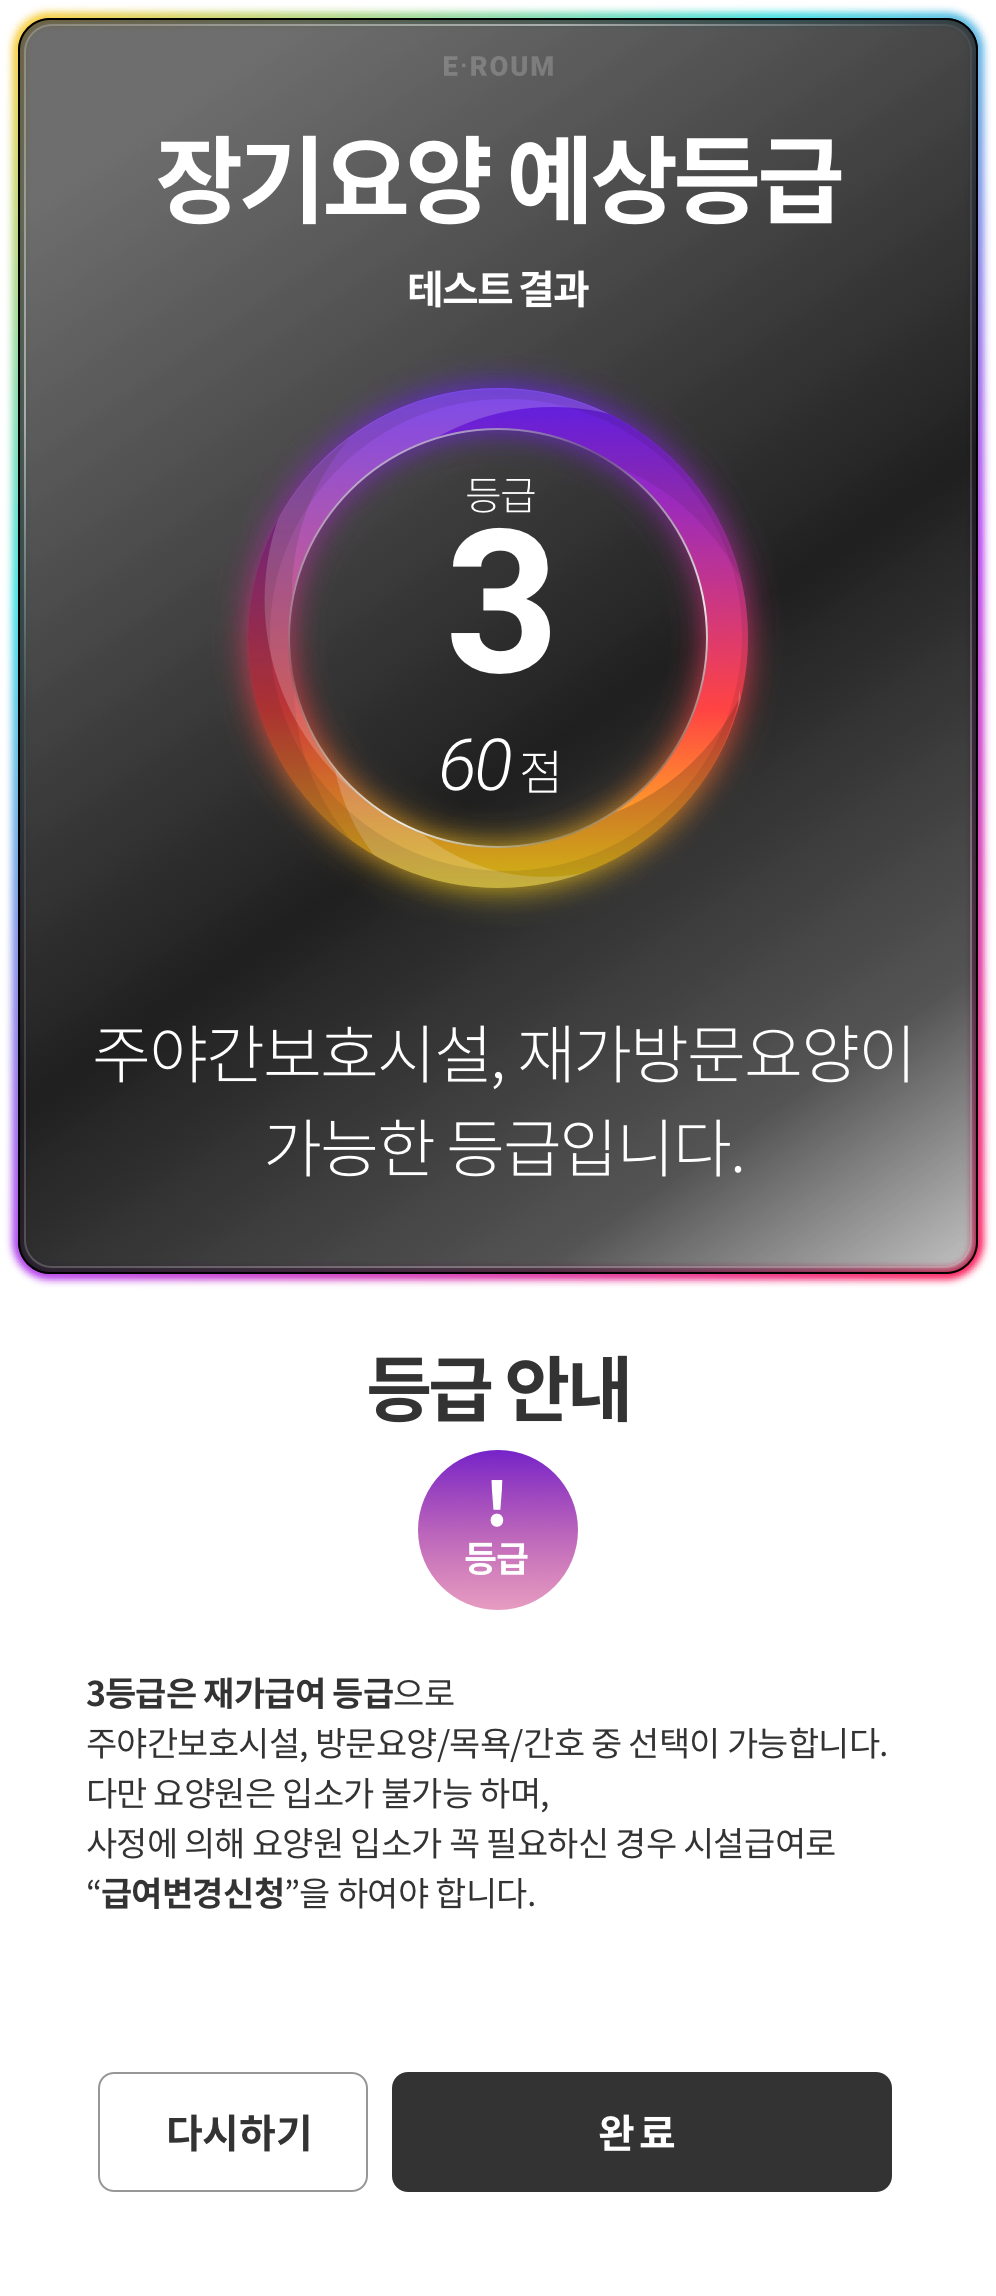 E·ROUM
장기요양 예상등급
테스트 결과
등급
3
60 점
주야간보호시설, 재가방문요양이
가능한 등급입니다.
등급 안내
!
등급
3등급은 재가급여 등급으로
주야간보호시설, 방문요양/목욕/간호 중 선택이 가능합니다.
다만 요양원은 입소가 불가능 하며,
사정에 의해 요양원 입소가 꼭 필요하신 경우 시설급여로
“급여변경신청”을 하여야 합니다.
다시하기
완 료